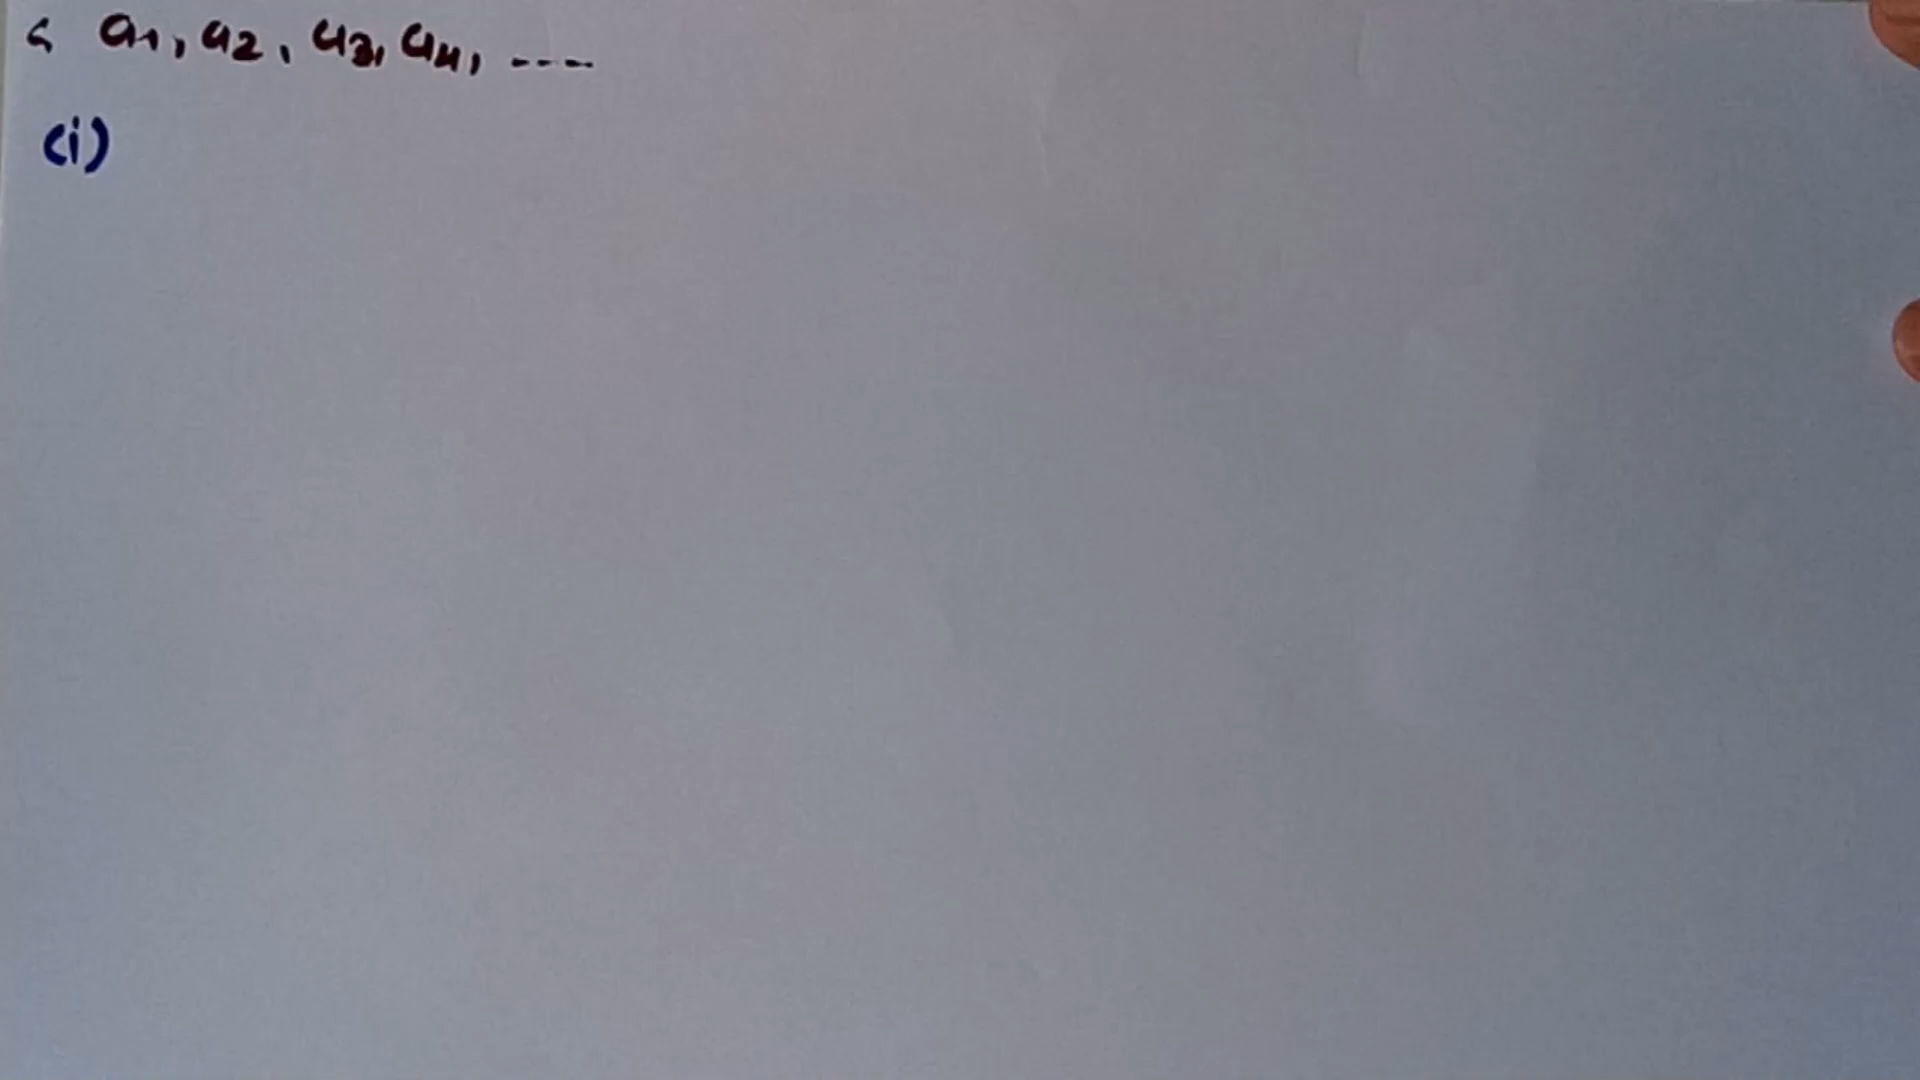 < a1, a2, a3, a4, ----
(i)